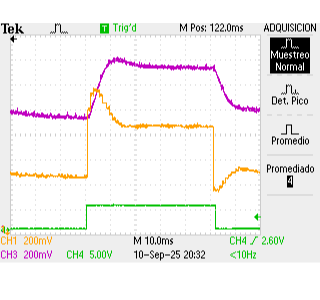 Tek Trig'd M Pos: 122.0ms ADQUISICION
Muestreo
Normal
Det. Pico
Promedio
Promediado
4
CH1 200mV M 10.0ms CH4 2.60V
CH3 200mV CH4 5.00V 10-Sep-25 20:32 <10Hz